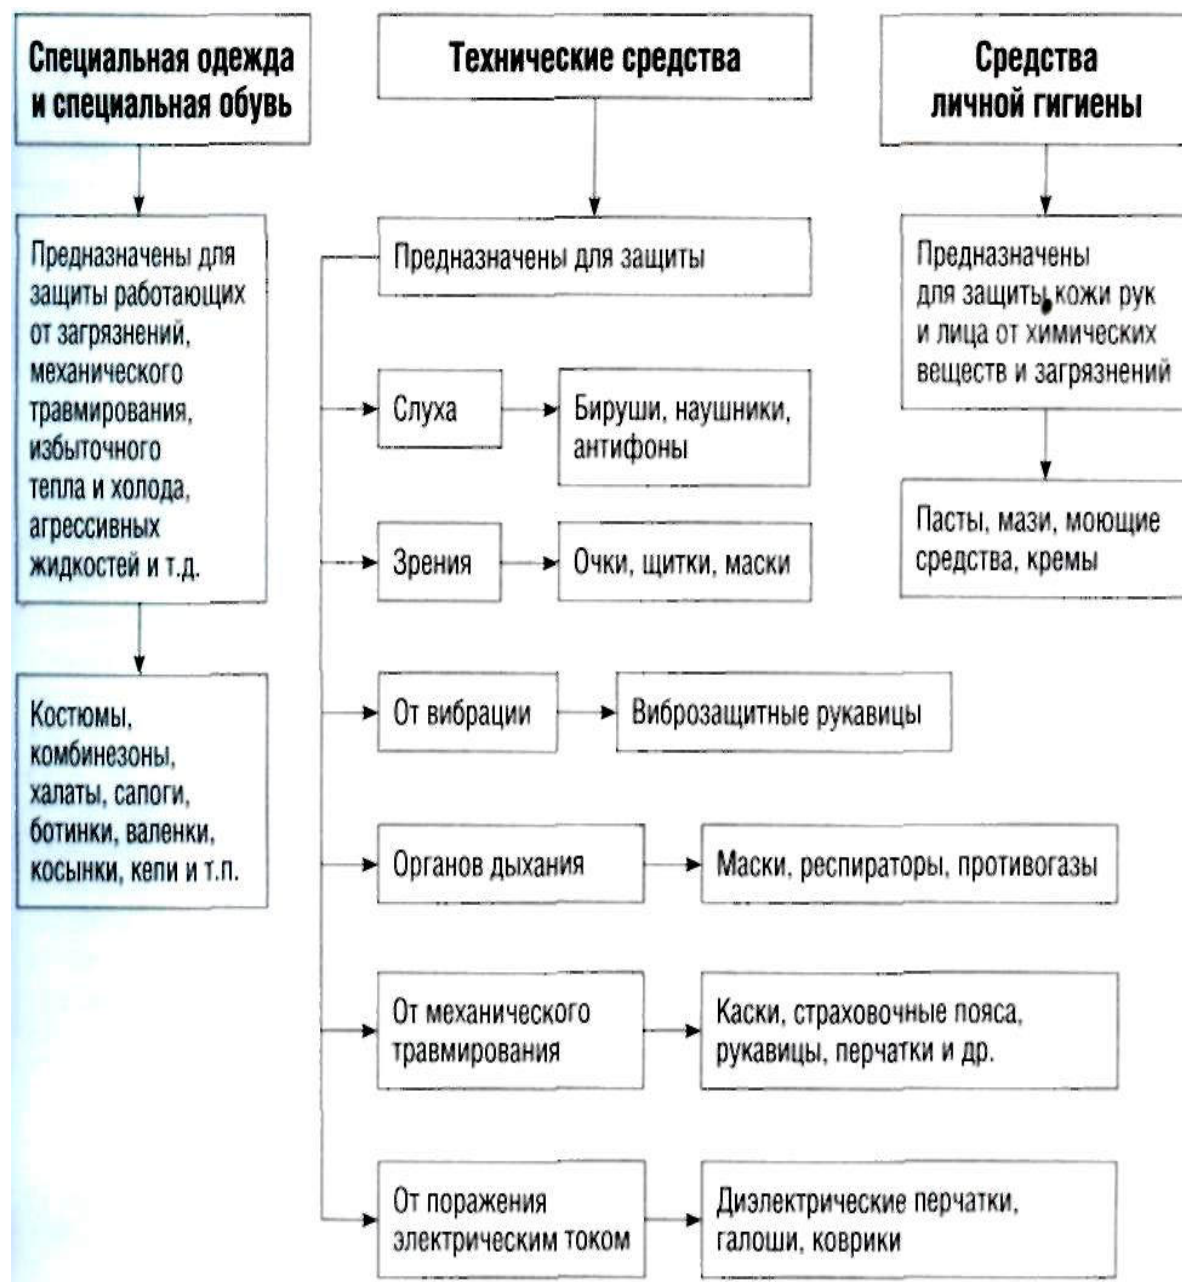 Специальная одежда
и специальная обувь
Предназначены для
защиты работающих
от загрязнений,
механического
травмирования,
избыточного
тепла и холода,
агрессивных
жидкостей и т.д.
Костюмы,
комбинезоны,
халаты, сапоги,
ботинки, валенки,
косынки, кепи и т.п.
Технические средства
Предназначены для защиты
Слуха
Бируши, наушники,
антифоны
Зрения
Очки, щитки, маски
От вибрации
Виброзащитные рукавицы
Органов дыхания
Маски, респираторы, противогазы
От механического
травмирования
Каски, страховочные пояса,
рукавицы, перчатки и др.
От поражения
электрическим током
Диэлектрические перчатки,
галоши, коврики
Средства
личной гигиены
Предназначены
для защиты кожи рук
и лица от химических
веществ и загрязнений
Пасты, мази, моющие
средства, кремы